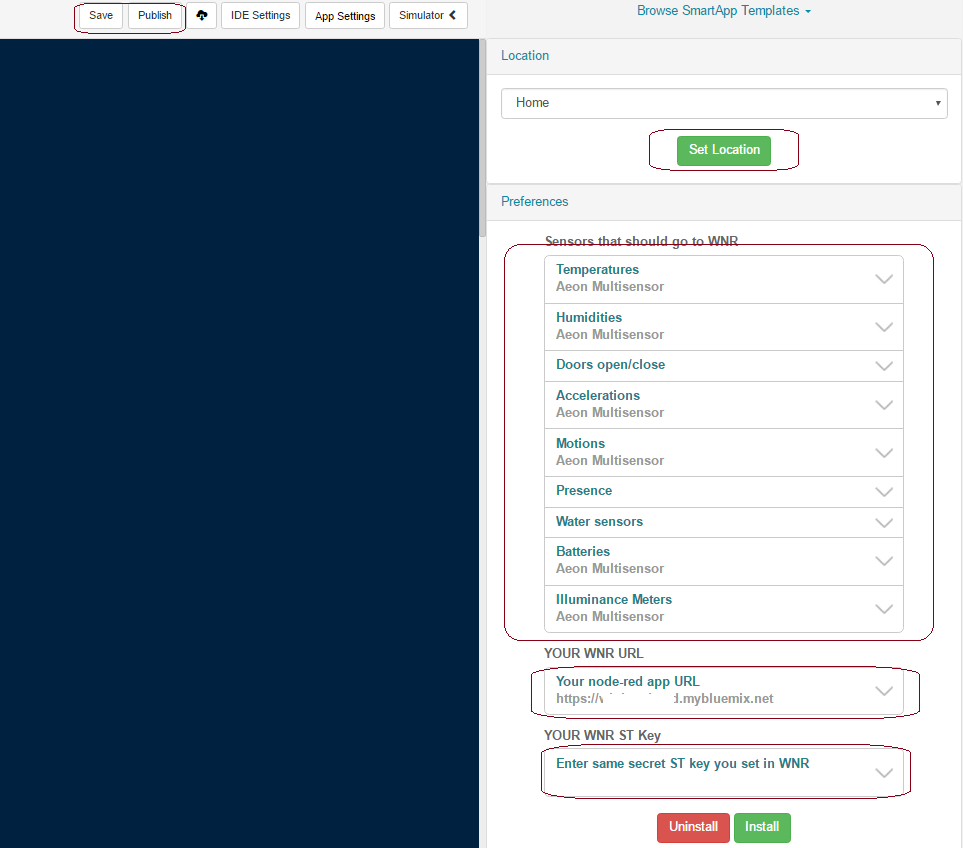 Save Publish IDE Settings App Settings Simulator
Browse SmartApp Templates
Location
Home
Set Location
Preferences
Sensors that should go to WNR
Temperatures
Aeon Multisensor
Humidities
Aeon Multisensor
Doors open/close
Accelerations
Aeon Multisensor
Motions
Aeon Multisensor
Presence
Water sensors
Batteries
Aeon Multisensor
Illuminance Meters
Aeon Multisensor
YOUR WNR URL
Your node-red app URL
https:// d.mybluemix.net
YOUR WNR ST Key
Enter same secret ST key you set in WNR
Uninstall Install